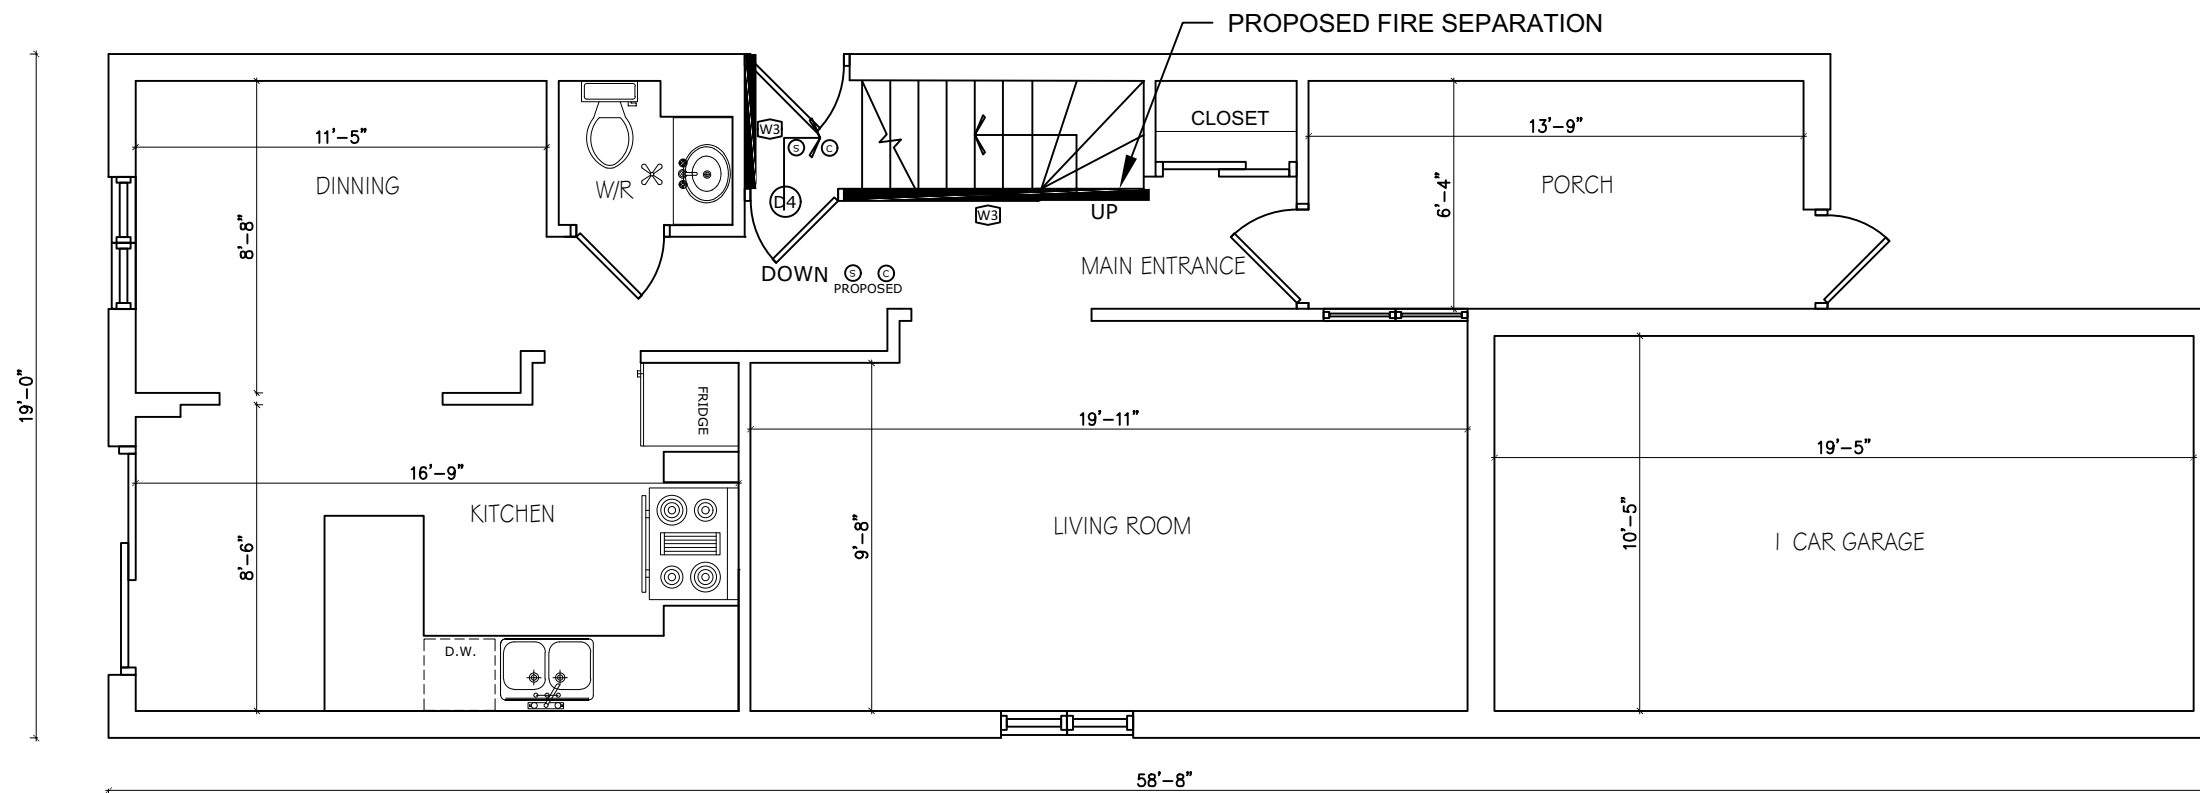 PROPOSED FIRE SEPARATION
CLOSET
13'-9"
11'-5"
W3
S C
DINNING
W/R
PORCH
D4
6'-4"
W3
UP
8'-8"
MAIN ENTRANCE
DOWN
S C
PROPOSED
19'-0"
FRIDGE
19'-11"
19'-5"
16'-9"
KITCHEN
LIVING ROOM
10'-5"
9'-8"
1 CAR GARAGE
8'-6"
D.W.
58'-8"